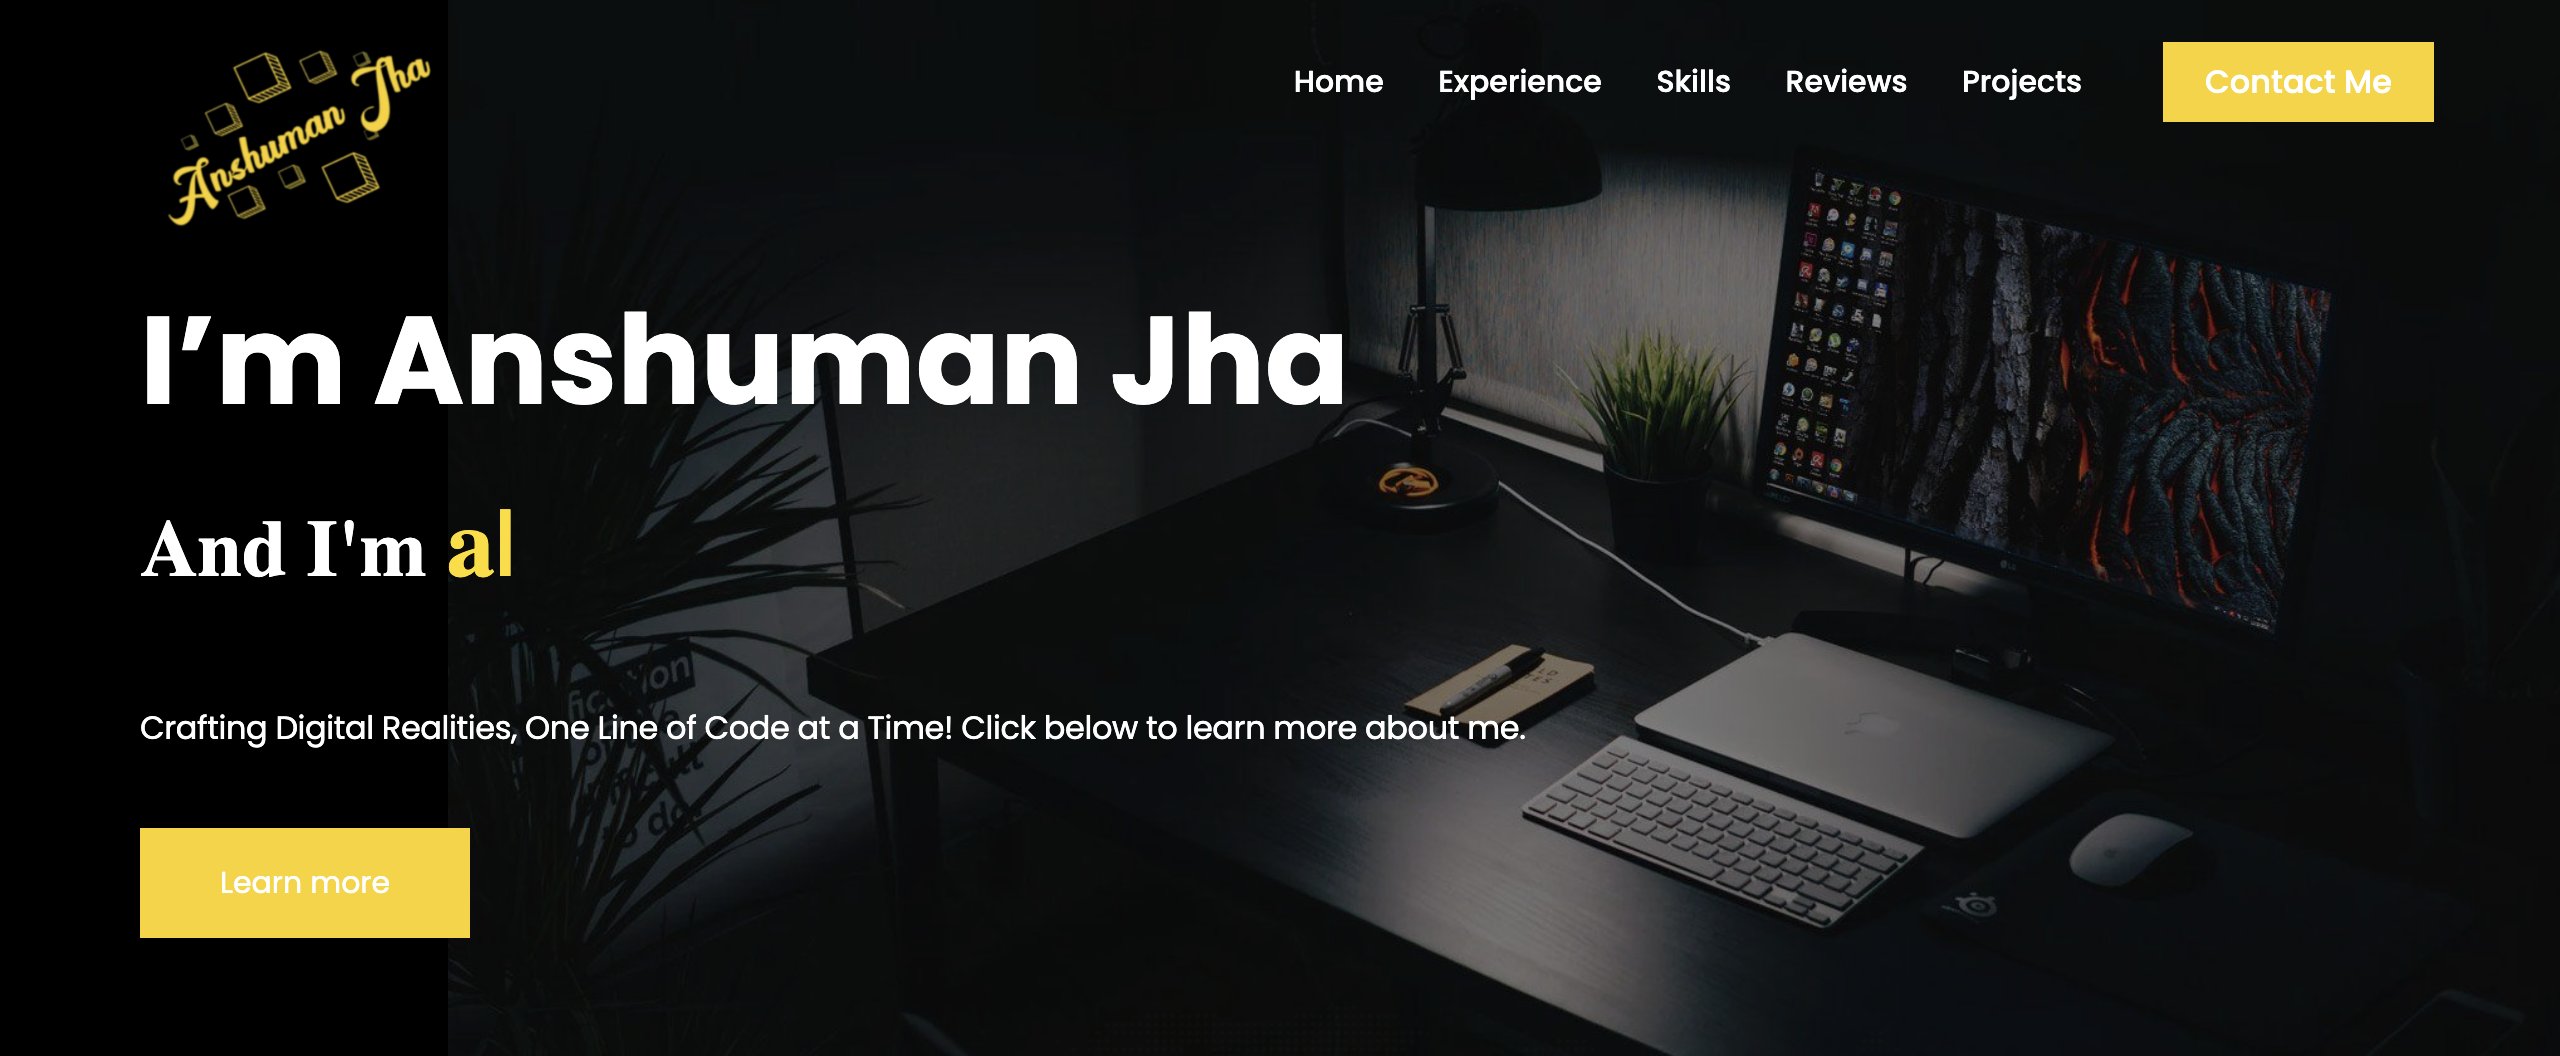 Anshuman Jha
Home Experience Skills Reviews Projects Contact Me
I’m Anshuman Jha
And I'm a
Crafting Digital Realities, One Line of Code at a Time! Click below to learn more about me.
Learn more